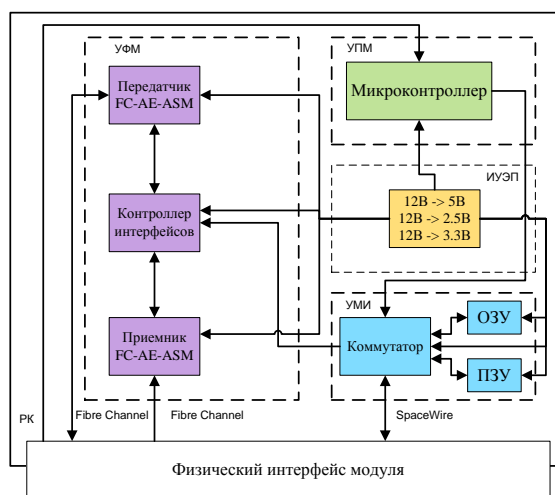 УФМ
Передатчик
FC-AE-ASM
Контроллер
интерфейсов
Приемник
FC-AE-ASM
УПМ
Микроконтроллер
ИУЭП
12В -> 5В
12В -> 2.5В
12В -> 3.3В
УМИ
Коммутатор
ОЗУ
ПЗУ
РК
Fibre Channel
Fibre Channel
SpaceWire
Физический интерфейс модуля